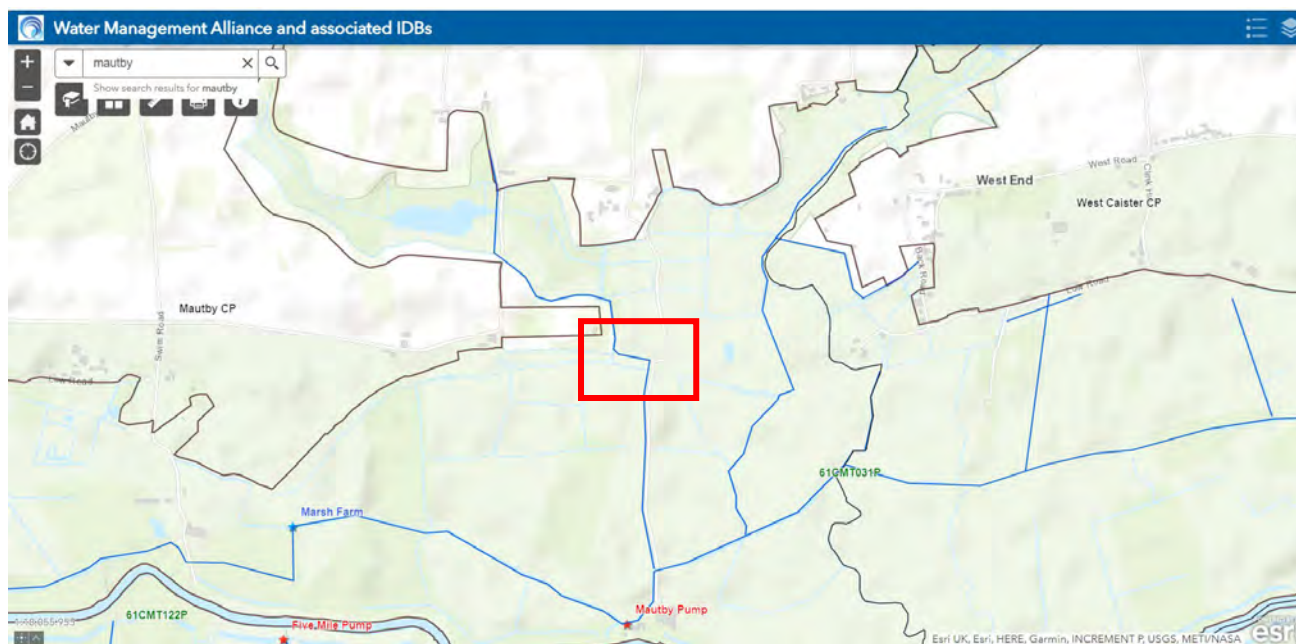 Water Management Alliance and associated IDBs
mautby
Show search results for mautby
West Road
West End
West Caister CP
Back Road
Low Road
Mautby CP
Swim Road
Low Road
61CMT031P
Marsh Farm
Mautby Pump
61CMT122P
Five Mile Pump
Esri UK, Esri, HERE, Garmin, INCREMENT P, USGS, METI/NASA
esri